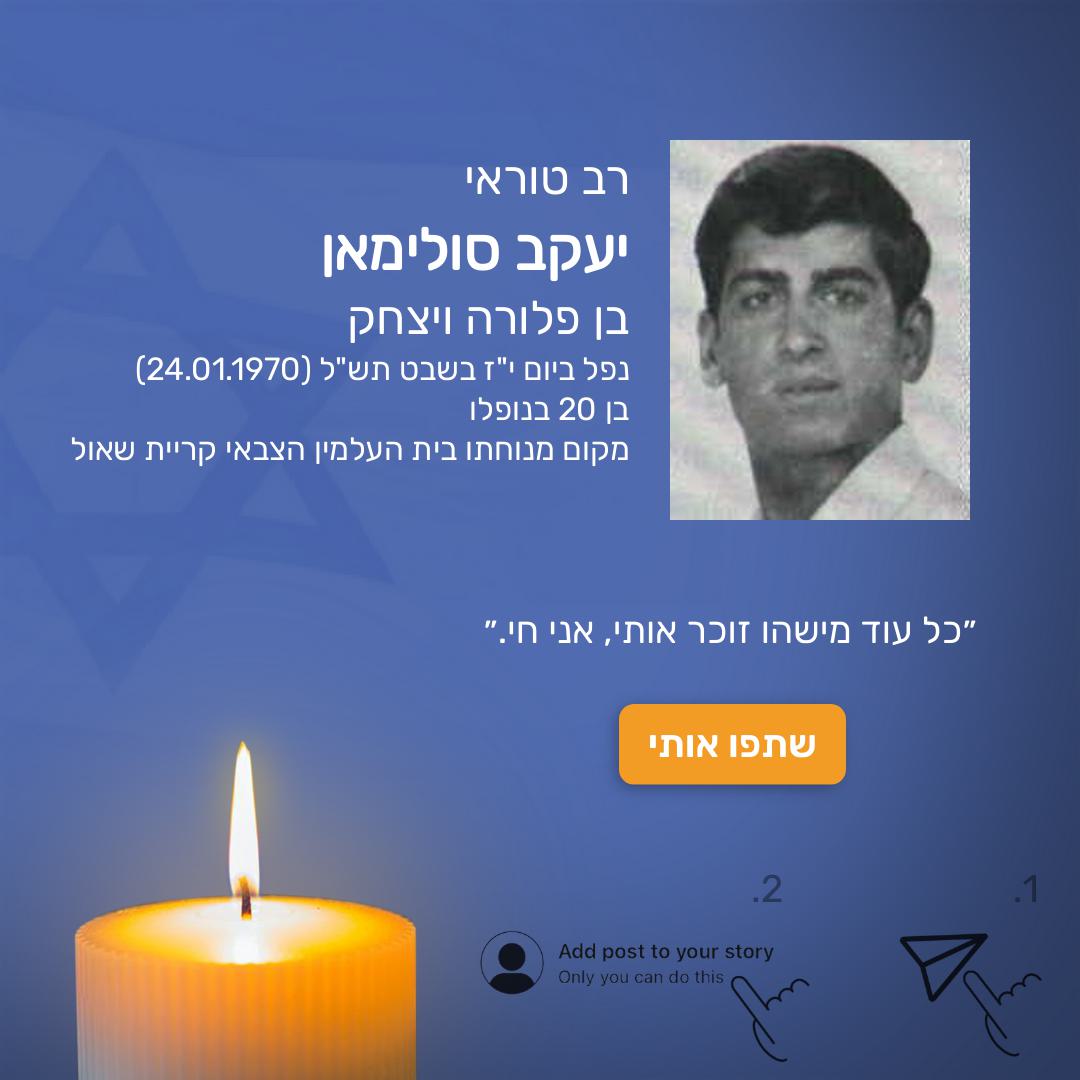 רב טוראי
יעקב סולימאן
בן פלורה ויצחק
נפל ביום י"ז בשבט תש"ל (24.01.1970)
בן 20 בנופלו
מקום מנוחתו בית העלמין הצבאי קריית שאול
״כל עוד מישהו זוכר אותי, אני חי.״
שתפו אותי
1.
2.
Add post to your story
Only you can do this